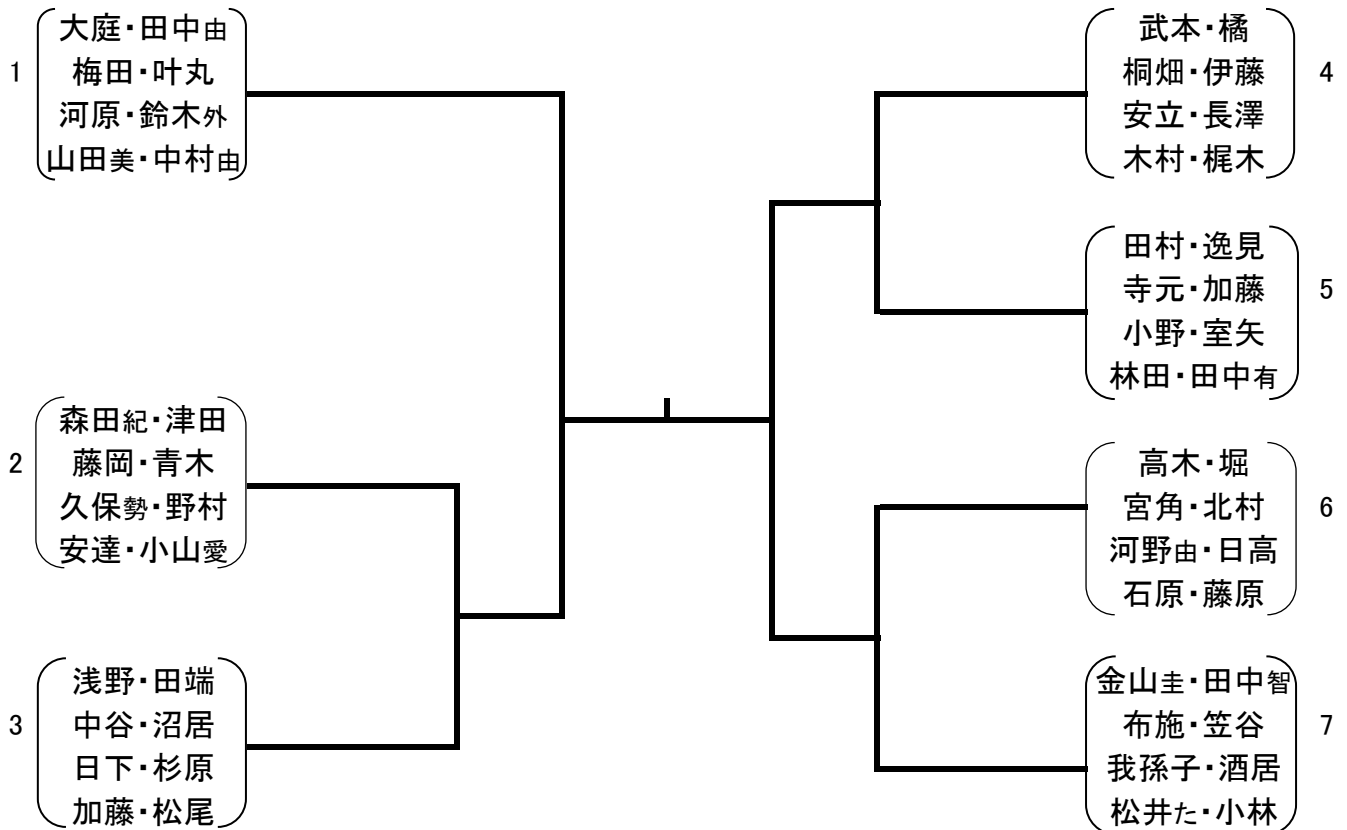 1
大庭・田中由
梅田・叶丸
河原・鈴木外
山田美・中村由
2
森田紀・津田
藤岡・青木
久保勢・野村
安達・小山愛
3
浅野・田端
中谷・沼居
日下・杉原
加藤・松尾
武本・橘
桐畑・伊藤
安立・長澤
木村・梶木
4
田村・逸見
寺元・加藤
小野・室矢
林田・田中有
5
高木・堀
宮角・北村
河野由・日高
石原・藤原
6
金山圭・田中智
布施・笠谷
我孫子・酒居
松井た・小林
7